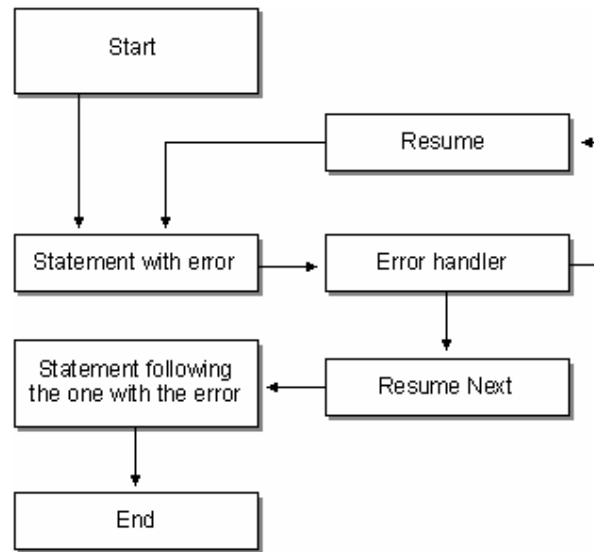 Start
Resume
Statement with error
Error handler
Statement following
the one with the error
Resume Next
End